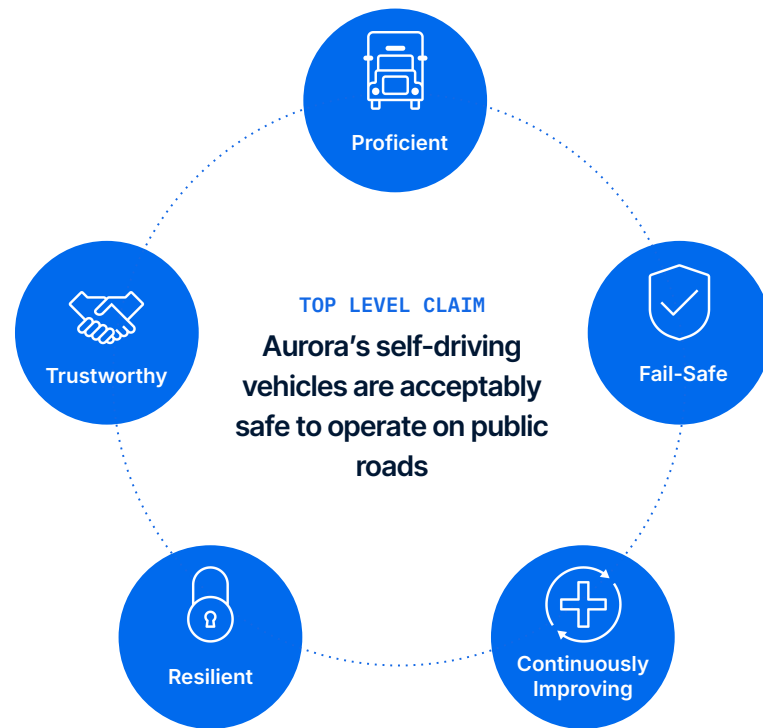 Proficient
TOP LEVEL CLAIM
Aurora’s self-driving
vehicles are acceptably
safe to operate on public
roads
Trustworthy
Fail-Safe
Resilient
Continuously
Improving